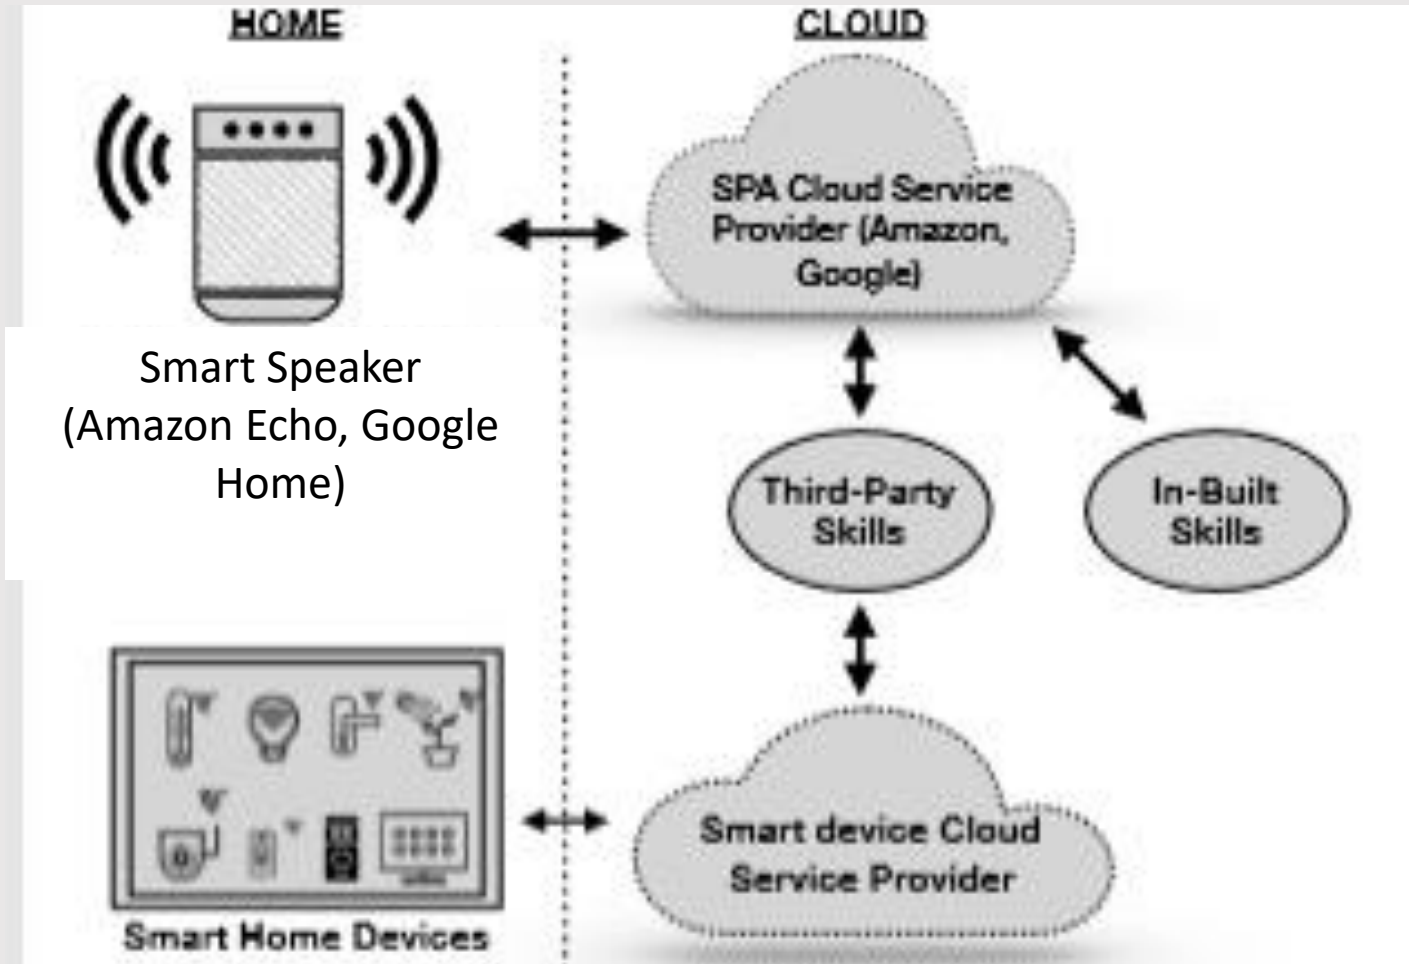 HOME
CLOUD
SPA Cloud Service
Provider (Amazon,
Google)
Smart Speaker
(Amazon Echo, Google
Home)
Third-Party
Skills
In-Built
Skills
Smart device Cloud
Service Provider
Smart Home Devices